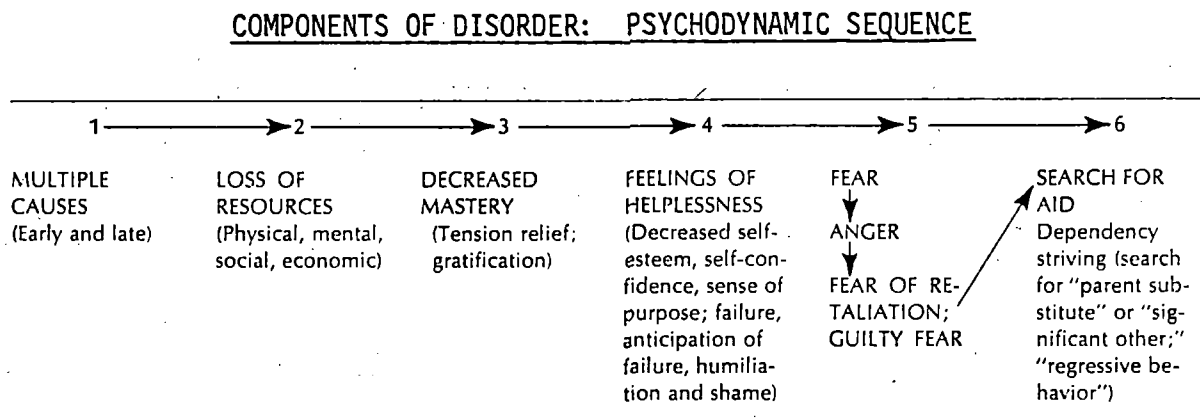 COMPONENTS OF DISORDER: PSYCHODYNAMIC SEQUENCE
1 2 3 4 5 6
MULTIPLE
CAUSES
(Early and late)
LOSS OF
RESOURCES
(Physical, mental,
social, economic)
DECREASED
MASTERY
(Tension relief;
gratification)
FEELINGS OF
HELPLESSNESS
(Decreased self-
esteem, self-con-
fidence, sense of
purpose; failure,
anticipation of
failure, humilia-
tion and shame)
FEAR
ANGER
FEAR OF RE-
TALIATION;
GUILTY FEAR
SEARCH FOR
AID
Dependency
striving (search
for "parent sub-
stitute" or "sig-
nificant other;"
"regressive be-
havior")